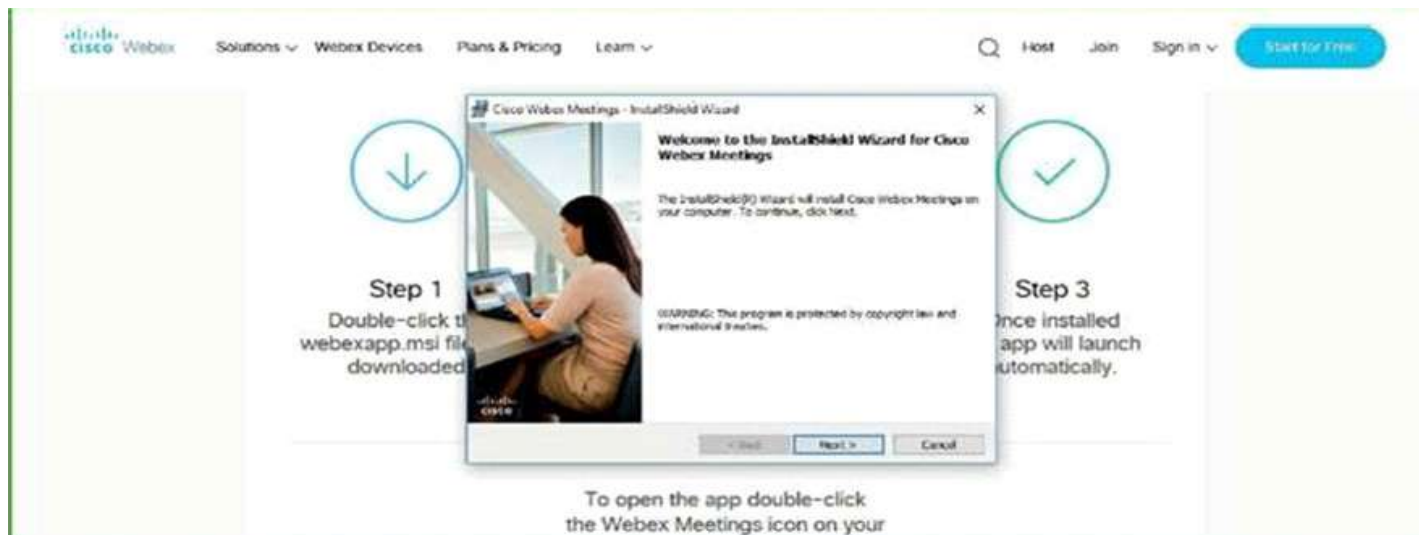 cisco Webex
Solutions
Webex Devices
Plans & Pricing
Learn
Host
Join
Sign in
Start for Free
Cisco Webex Meetings - InstallShield Wizard
Welcome to the InstallShield Wizard for Cisco
Webex Meetings
The InstallShield(R) Wizard will install Cisco Webex Meetings on
your computer. To continue, click Next.
WARNING: This program is protected by copyright law and
international treaties.
cisco
< Back
Next >
Cancel
Step 1
Double-click
webexapp.msi
downloaded
Step 3
installed
app will launch
automatically.
To open the app double-click
the Webex Meetings icon on your